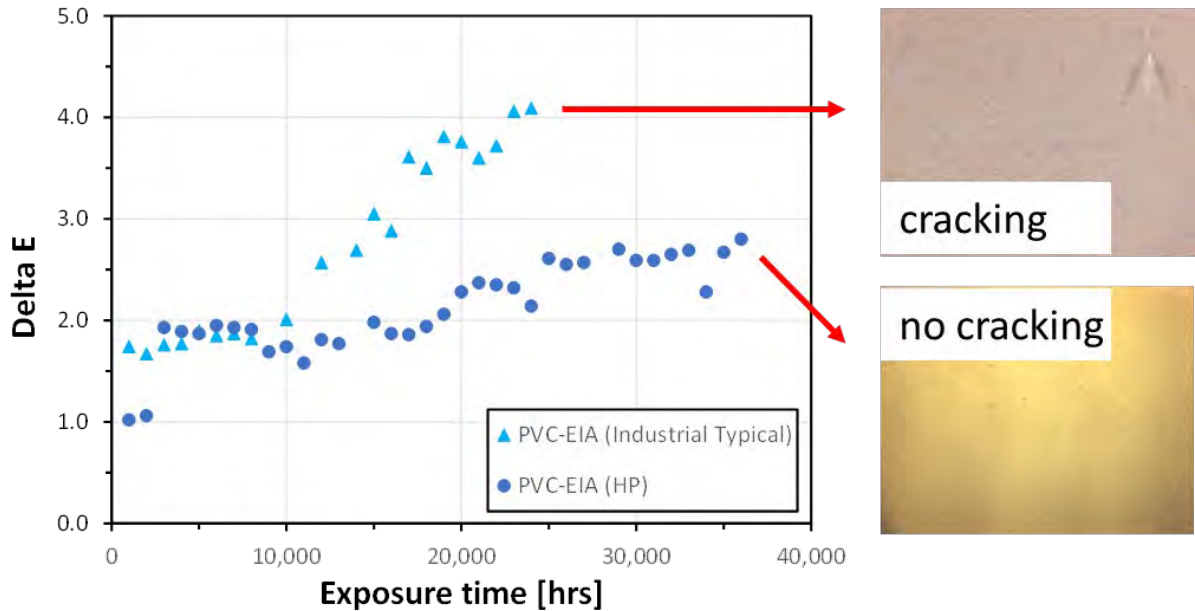 5.0
4.0
3.0
2.0
1.0
0.0
Delta E
0
10,000
20,000
30,000
40,000
Exposure time [hrs]
PVC-EIA (Industrial Typical)
PVC-EIA (HP)
cracking
no cracking